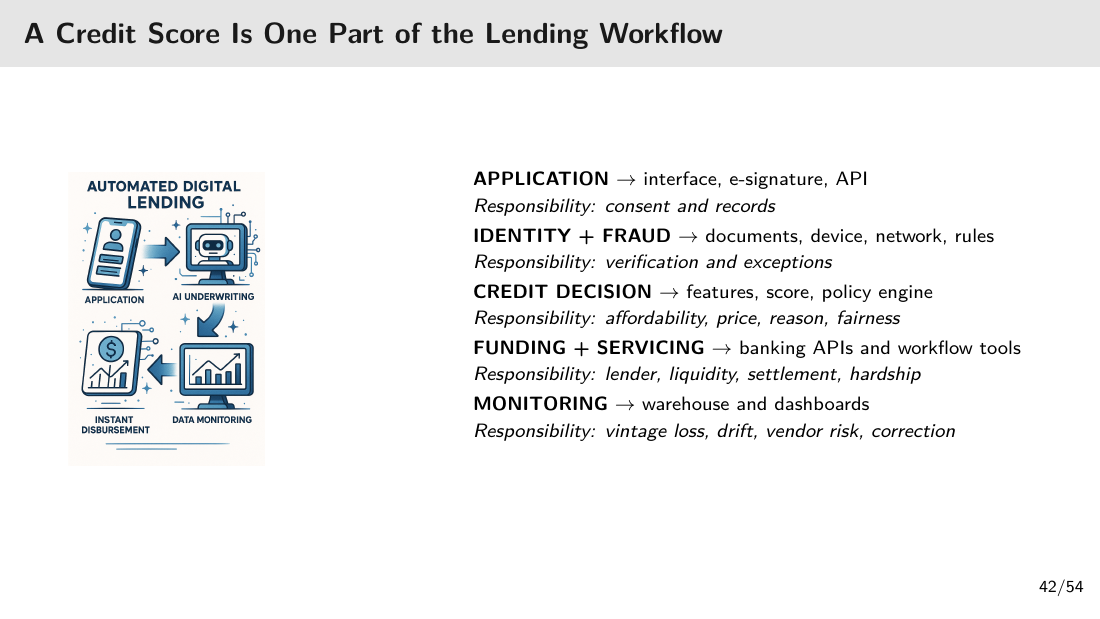 A Credit Score Is One Part of the Lending Workflow
AUTOMATED DIGITAL
LENDING
APPLICATION
AI UNDERWRITING
$
INSTANT
DISBURSEMENT
DATA MONITORING
APPLICATION → interface, e-signature, API
Responsibility: consent and records
IDENTITY + FRAUD → documents, device, network, rules
Responsibility: verification and exceptions
CREDIT DECISION → features, score, policy engine
Responsibility: affordability, price, reason, fairness
FUNDING + SERVICING → banking APIs and workflow tools
Responsibility: lender, liquidity, settlement, hardship
MONITORING → warehouse and dashboards
Responsibility: vintage loss, drift, vendor risk, correction
42/54